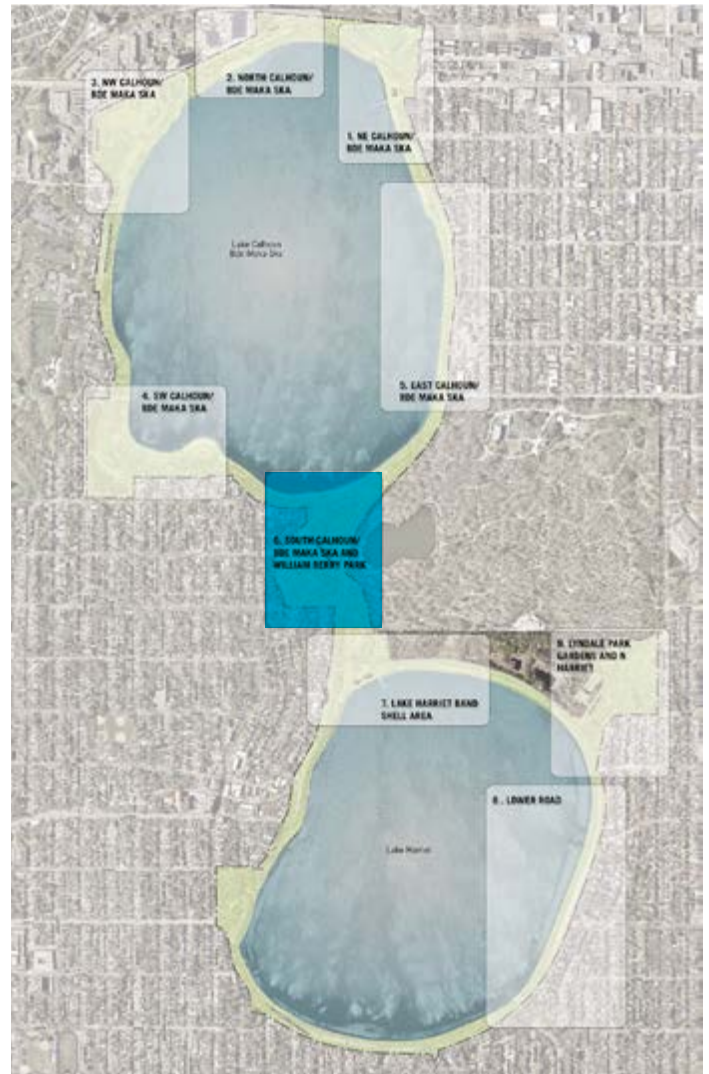 2. NORTH CALHOUN/
BDE MAKA SKA
3. NW CALHOUN/
BDE MAKA SKA
1. NE CALHOUN/
BDE MAKA SKA
Lake Calhoun
Bde Maka Ska
5. EAST CALHOUN/
BDE MAKA SKA
4. SW CALHOUN/
BDE MAKA SKA
6. SOUTH CALHOUN/
BDE MAKA SKA AND
WILLIAM BERRY PARK
9. LYNDALE PARK
GARDENS AND N
HARRIET
7. LAKE HARRIET BAND
SHELL AREA
8. LOWER ROAD
Lake Harriet